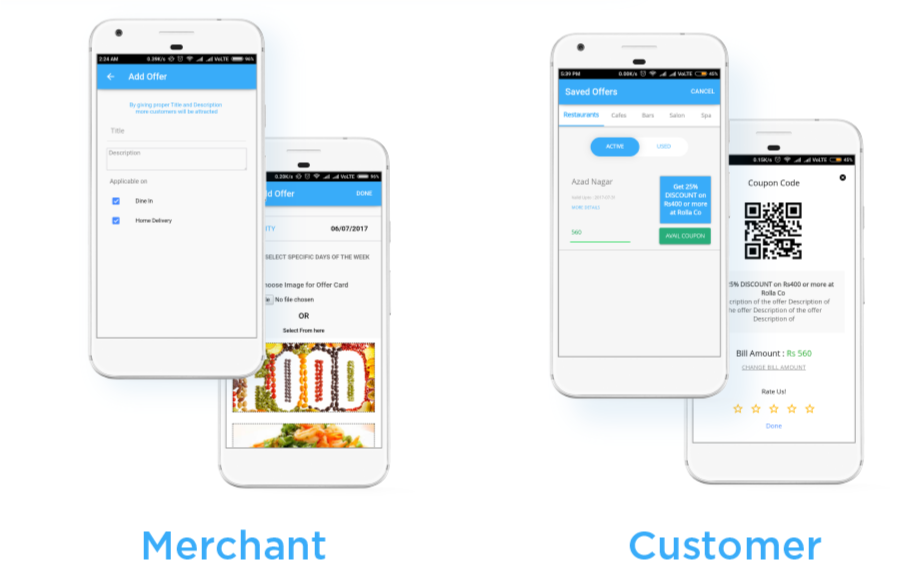 2:34 AM 0.39K/s VoLTE 96%
Add Offer
By giving proper Title and Description
more customers will be attracted
Title
Description
Applicable on
Dine In
Home Delivery
0.20K/s VoLTE 96%
d Offer DONE
ITY 06/07/2017
SELECT SPECIFIC DAYS OF THE WEEK
oose Image for Offer Card
le No file chosen
OR
Select From here
FOOD
Merchant
5:39 PM 0.00K/s VoLTE 45%
Saved Offers CANCEL
Restaurants Cafes Bars Salon Spa
ACTIVE USED
Azad Nagar
MORE DETAILS
560
Get 25%
DISCOUNT on
Rs400 or more
at Rolla Co
AVAIL COUPON
0.15K/s VoLTE 45%
Coupon Code
5% DISCOUNT on Rs400 or more at
Rolla Co
cription of the offer Description of
he offer Description of the offer
Description of
Bill Amount : Rs 560
CHANGE BILL AMOUNT
Rate Us!
Done
Customer